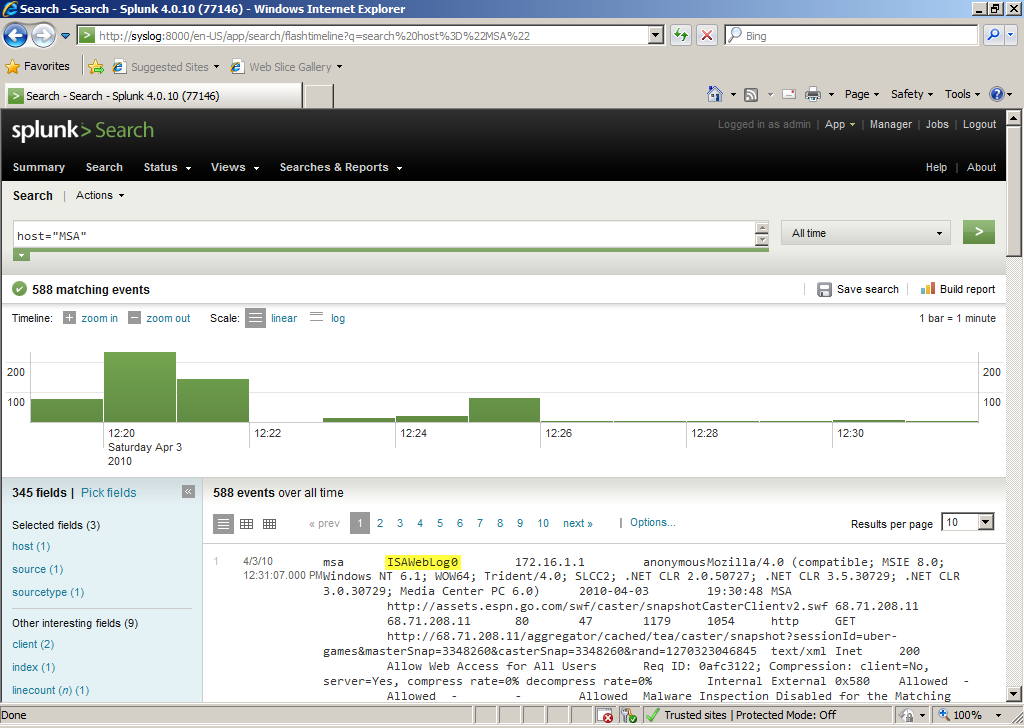 Search - Search - Splunk 4.0.10 (77146) - Windows Internet Explorer
http://syslog:8000/en-US/app/search/flashtimeline?q=search%20host%3D%22MSA%22
Bing
Favorites
Suggested Sites
Web Slice Gallery
Search - Search - Splunk 4.0.10 (77146)
Page
Safety
Tools
splunk> Search
Logged in as admin | App | Manager | Jobs | Logout
Summary
Search
Status
Views
Searches & Reports
Help | About
Search | Actions
host="MSA"
All time
>
588 matching events
Save search
Build report
Timeline:
zoom in
zoom out
Scale:
linear
log
1 bar = 1 minute
200
200
100
100
12:20
12:22
12:24
12:26
12:28
12:30
Saturday Apr 3
2010
345 fields | Pick fields
«
588 events over all time
Selected fields (3)
host (1)
source (1)
sourcetype (1)
Other interesting fields (9)
client (2)
index (1)
linecount (n) (1)
« prev 1 2 3 4 5 6 7 8 9 10 next » | Options...
Results per page 10
1 4/3/10 msa ISAWebLog0 172.16.1.1 anonymousMozilla/4.0 (compatible; MSIE 8.0;
12:31:07.000 PM Windows NT 6.1; WOW64; Trident/4.0; SLCC2; .NET CLR 2.0.50727; .NET CLR 3.5.30729; .NET CLR
3.0.30729; Media Center PC 6.0) 2010-04-03 19:30:48 MSA
http://assets.espn.go.com/swf/caster/snapshotCasterClientv2.swf 68.71.208.11
68.71.208.11 80 47 1179 1054 http GET
http://68.71.208.11/aggregator/cached/tea/caster/snapshot?sessionId=uber-
games&masterSnap=3348260&casterSnap=3348260&rand=1270323046845 text/xml Inet 200
Allow Web Access for All Users Req ID: 0afc3122; Compression: client=No,
server=Yes, compress rate=0% decompress rate=0% Internal External 0x580 Allowed -
Allowed - - Allowed Malware Inspection Disabled for the Matching
Done
Trusted sites | Protected Mode: Off
100%